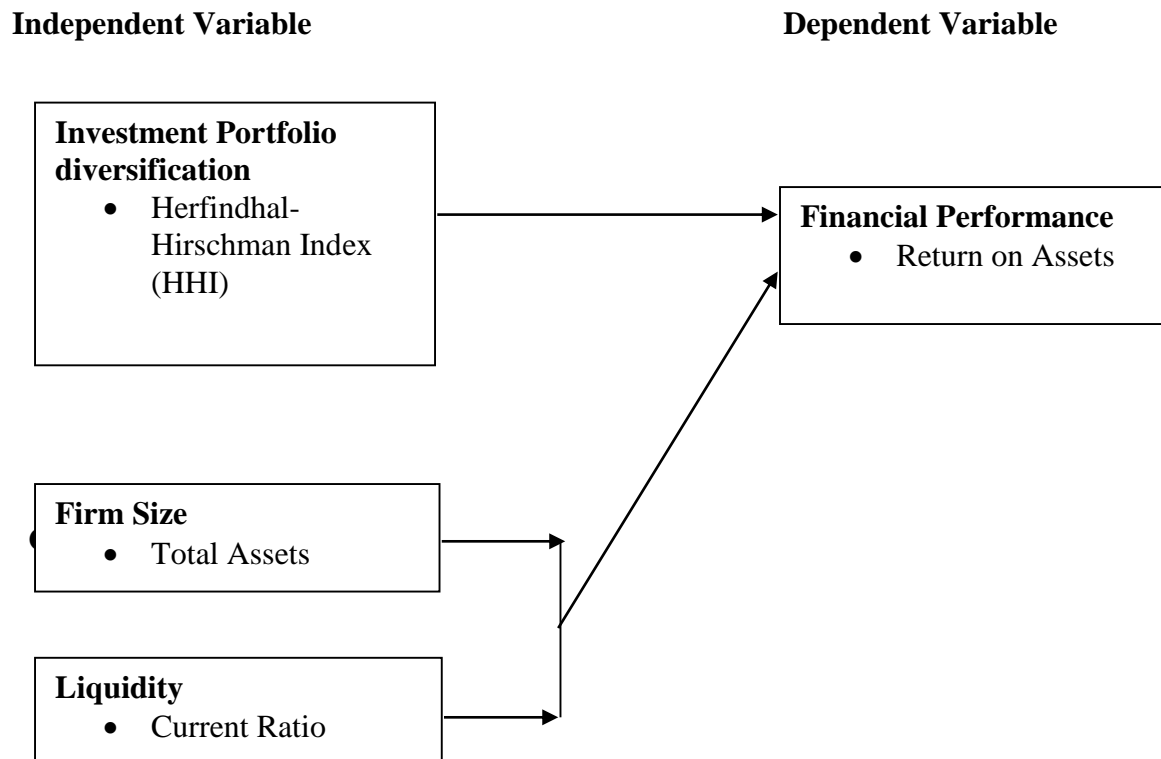 Independent Variable
Dependent Variable
Investment Portfolio
diversification
• Herfindhal-
Hirschman Index
(HHI)
Financial Performance
• Return on Assets
Firm Size
• Total Assets
Liquidity
• Current Ratio